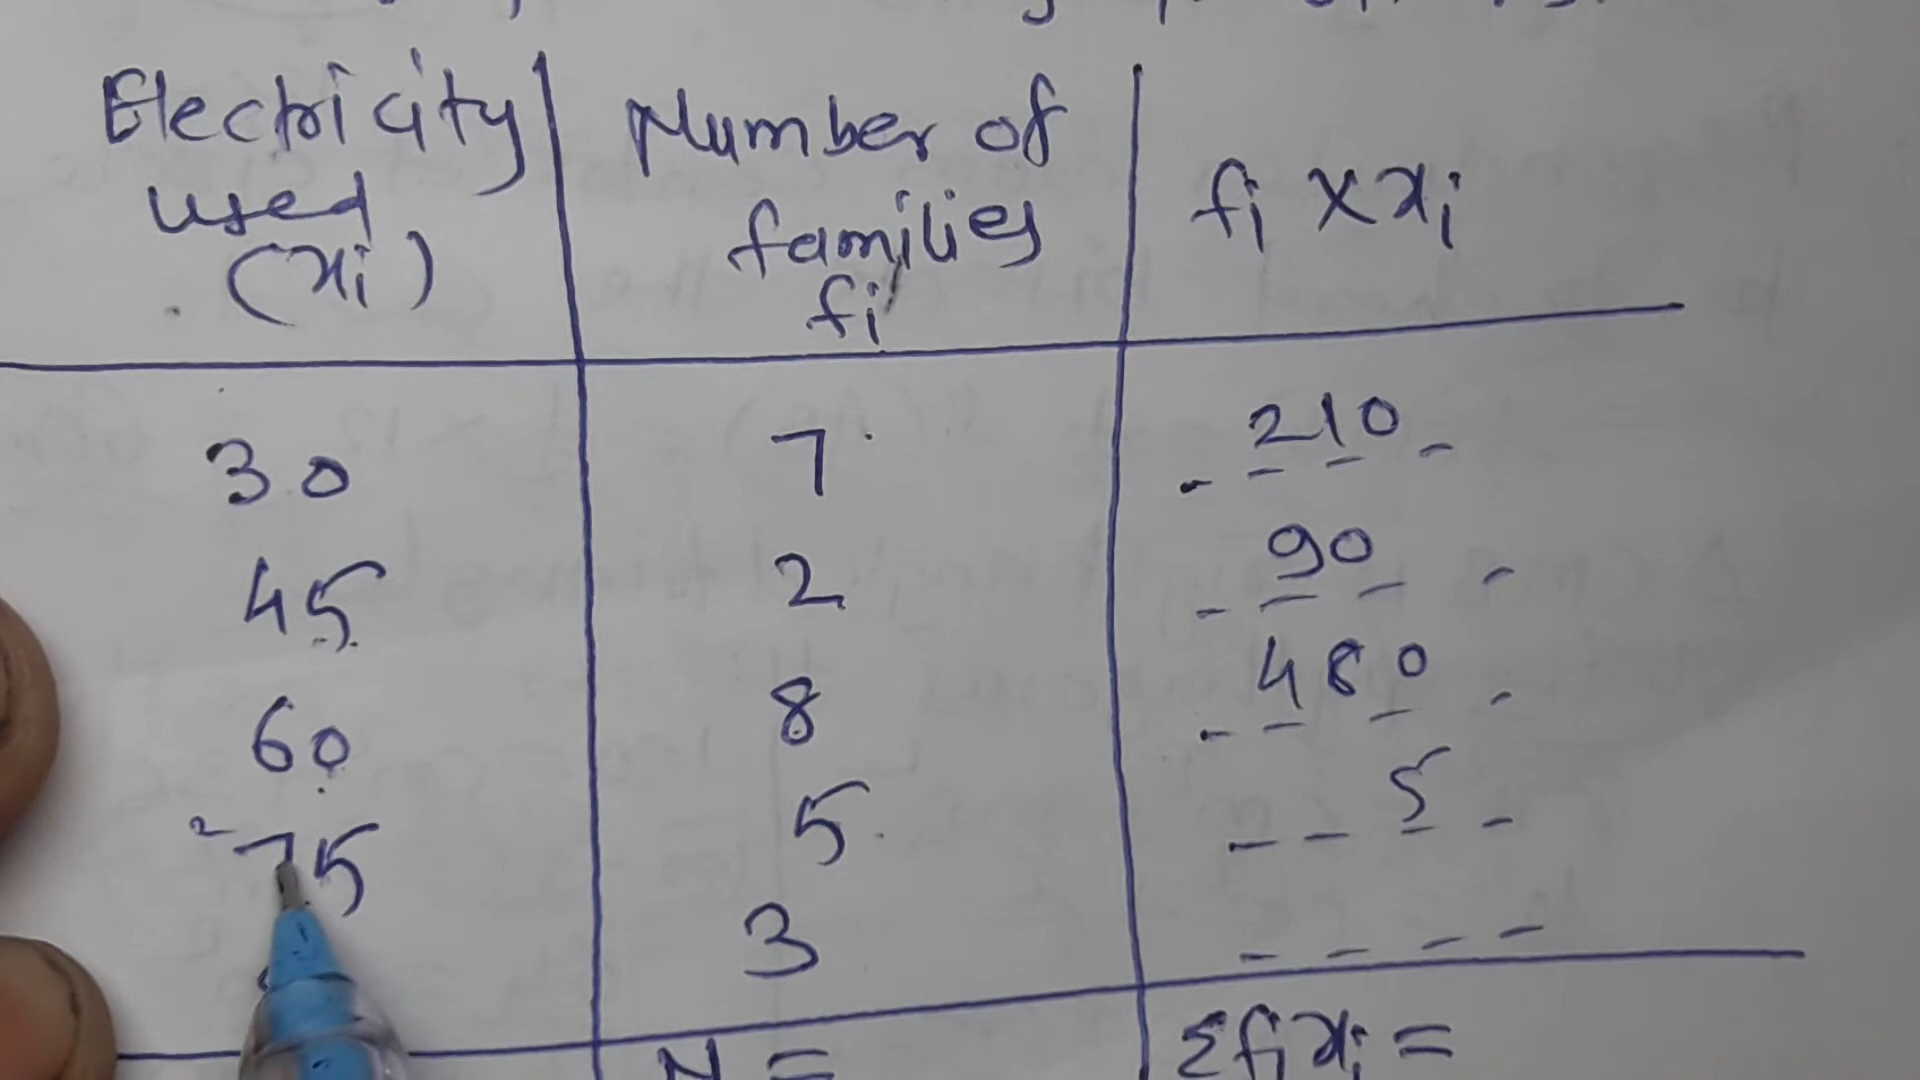 Electricity used (xi) | Number of families fi | fi × xi
30 | 7 | 210
45 | 2 | 90
60 | 8 | 480
2 75 | 5 | 5
3
N = | Σfixi =